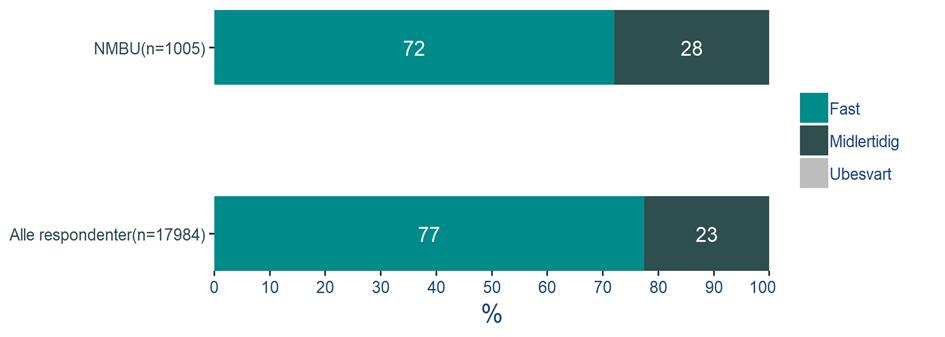 NMBU(n=1005)
72
28
Fast
Midlertidig
Ubesvart
Alle respondenter(n=17984)
77
23
0 10 20 30 40 50 60 70 80 90 100
%